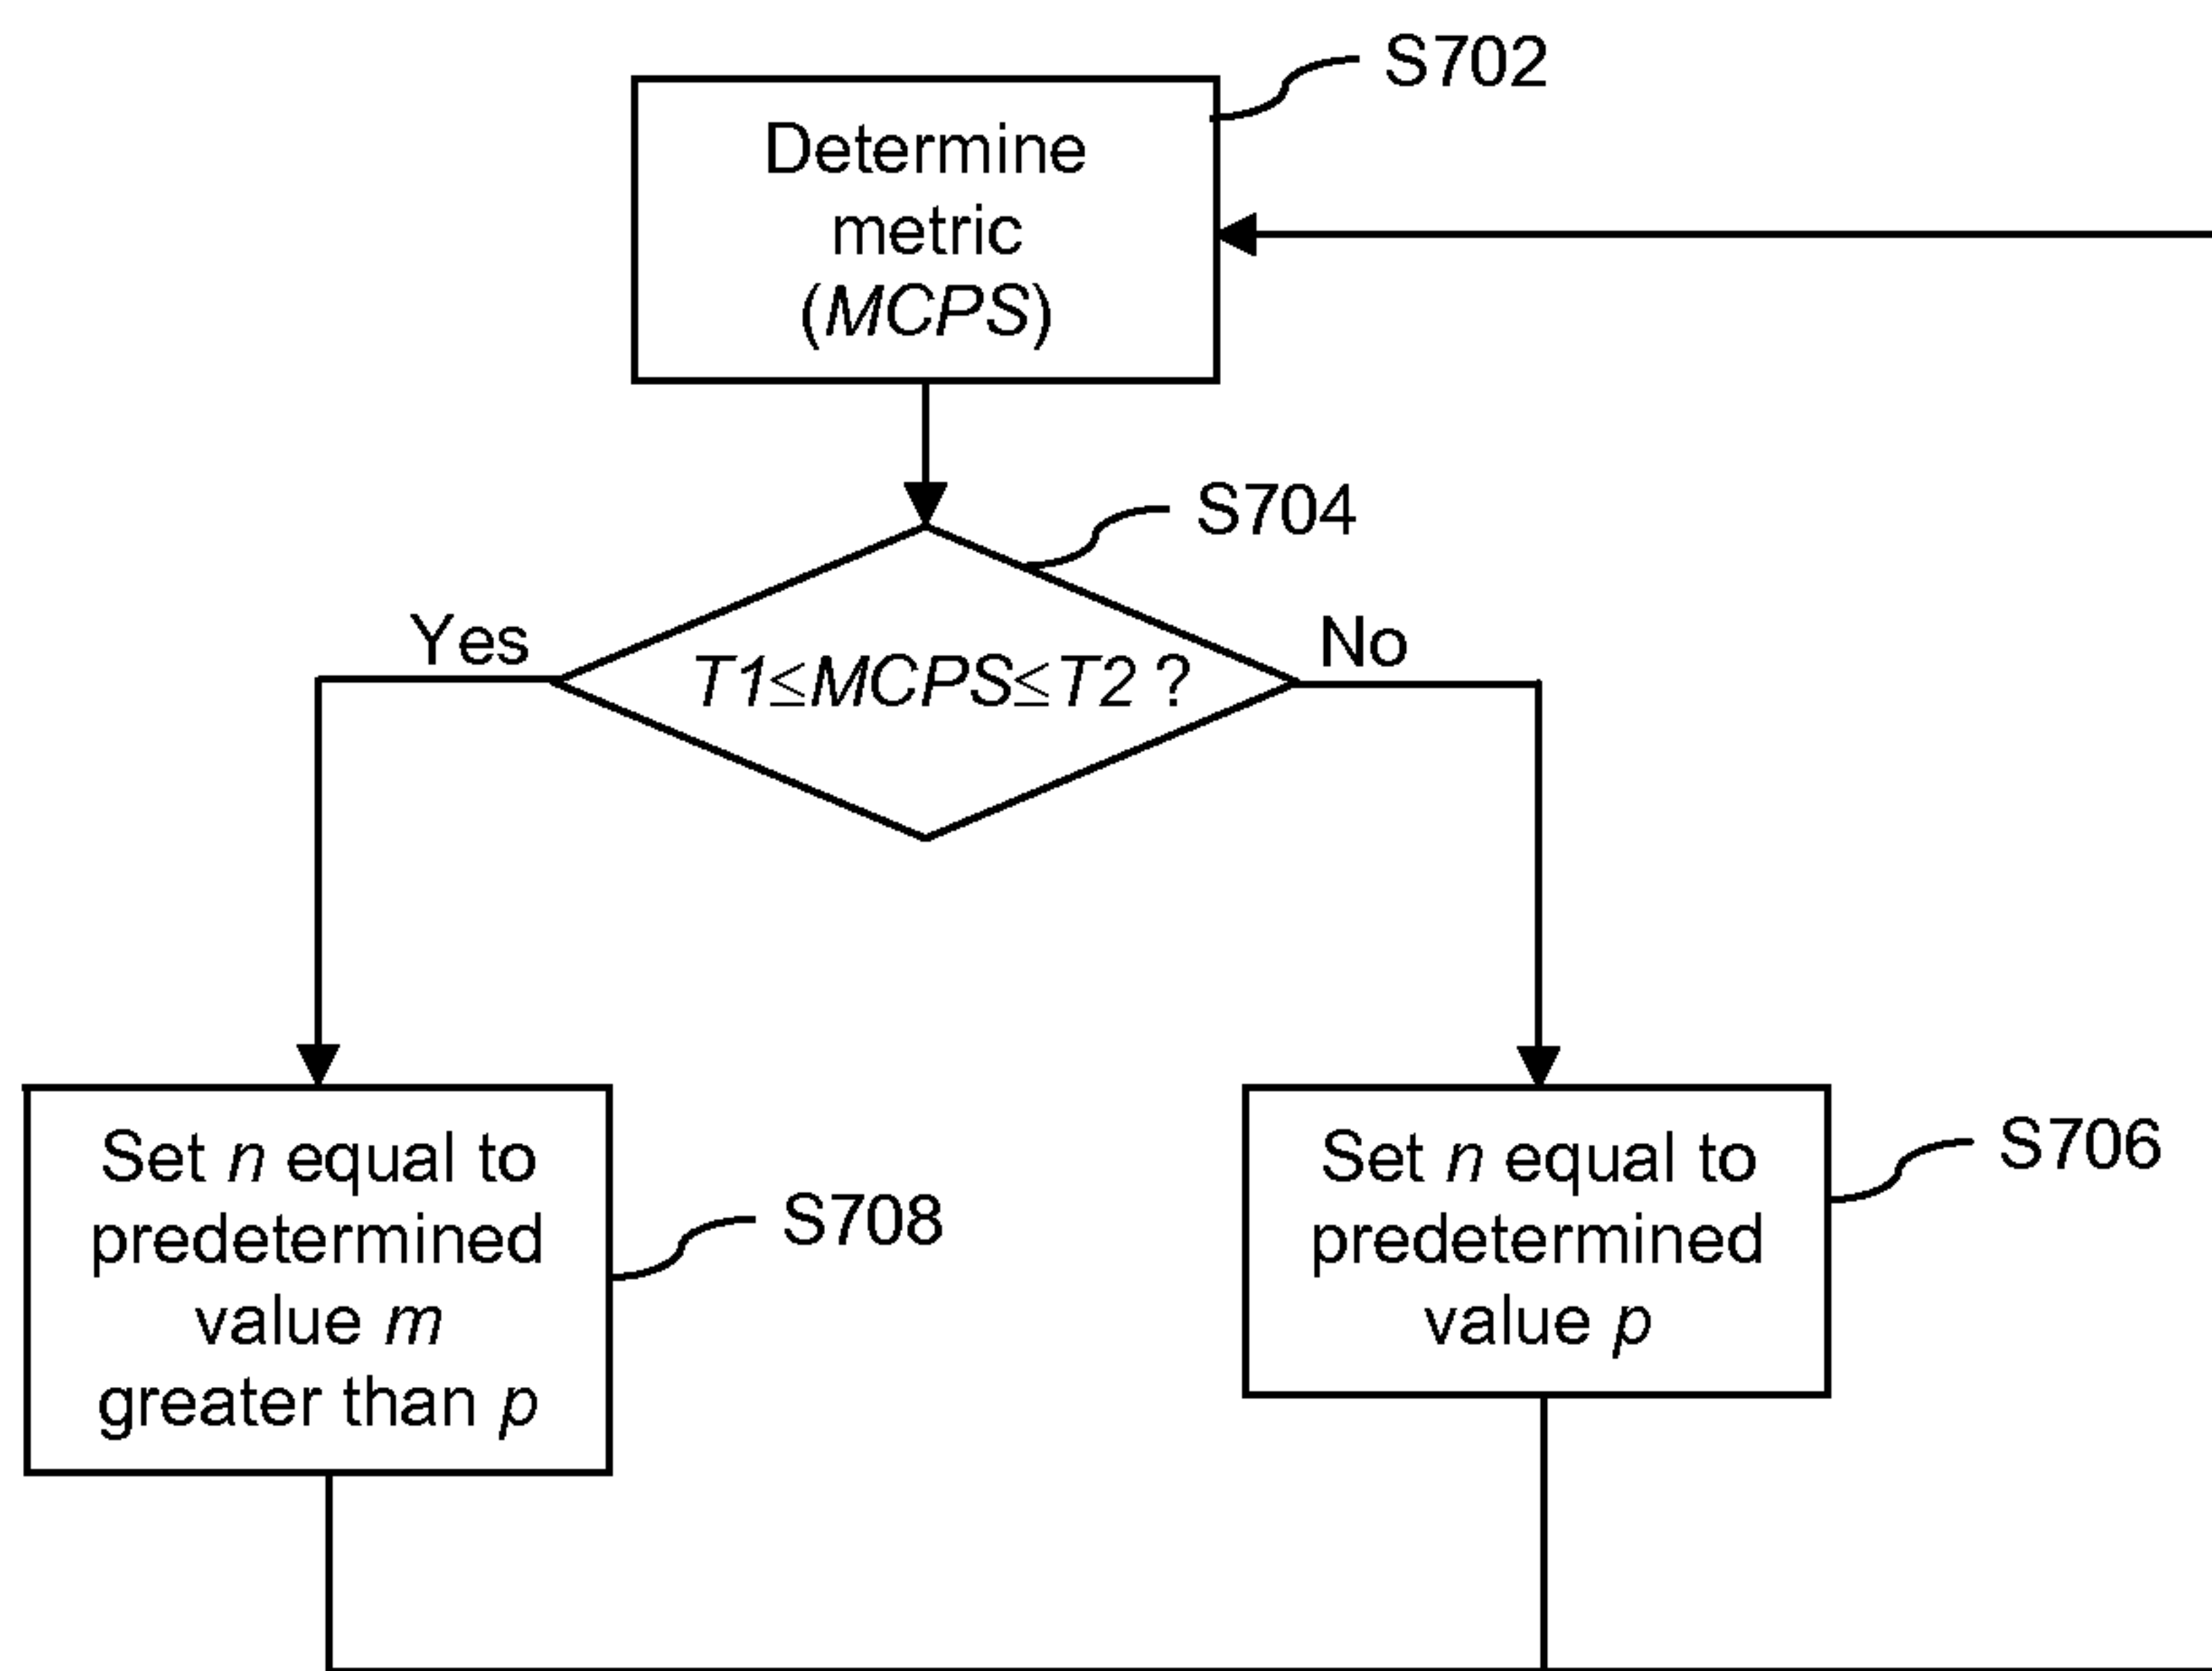 S702
Determine
metric
(MCPS)
S704
Yes
T1≤MCPS≤T2 ?
No
Set n equal to
predetermined
value m
greater than p
S708
Set n equal to
predetermined
value p
S706